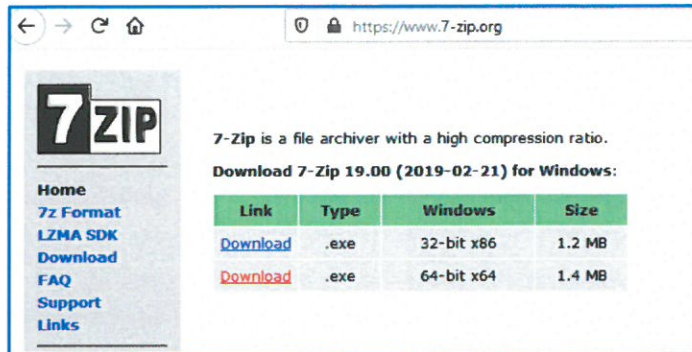 https://www.7-zip.org
7ZIP
7-Zip is a file archiver with a high compression ratio.
Download 7-Zip 19.00 (2019-02-21) for Windows:
Link Type Windows Size
Download .exe 32-bit x86 1.2 MB
Download .exe 64-bit x64 1.4 MB
Home
7z Format
LZMA SDK
Download
FAQ
Support
Links